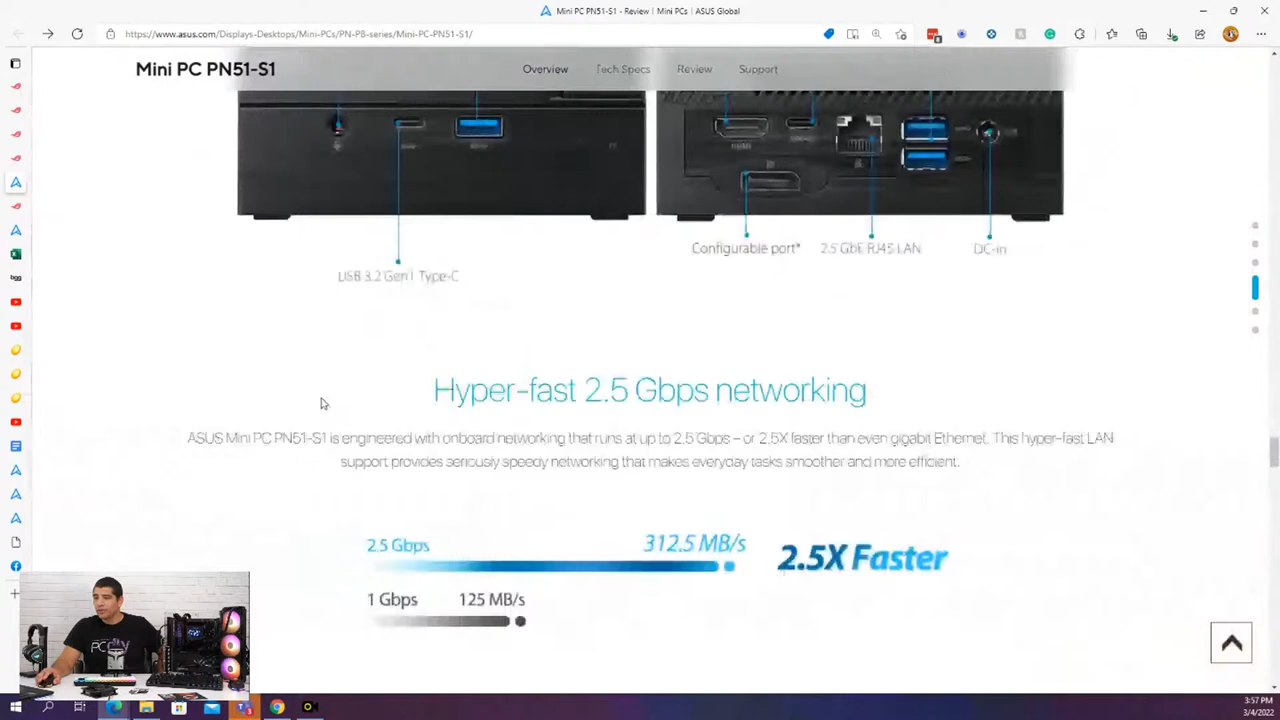 Mini PC PN51-S1 - Review | Mini PCs | ASUS Global
https://www.asus.com/Displays-Desktops/Mini-PCs/PN-PB-series/Mini-PC-PN51-S1/
Mini PC PN51-S1
Overview
Tech Specs
Review
Support
HDMI
Configurable port*
2.5 GbE RJ45 LAN
DC-in
USB 3.2 Gen1 Type-C
bgg
Hyper-fast 2.5 Gbps networking
ASUS Mini PC PN51-S1 is engineered with onboard networking that runs at up to 2.5 Gbps – or 2.5X faster than even gigabit Ethernet. This hyper-fast LAN
support provides seriously speedy networking that makes everyday tasks smoother and more efficient.
2.5 Gbps
312.5 MB/s
2.5X Faster
1 Gbps
125 MB/s
PC
3:57 PM
3/4/2022